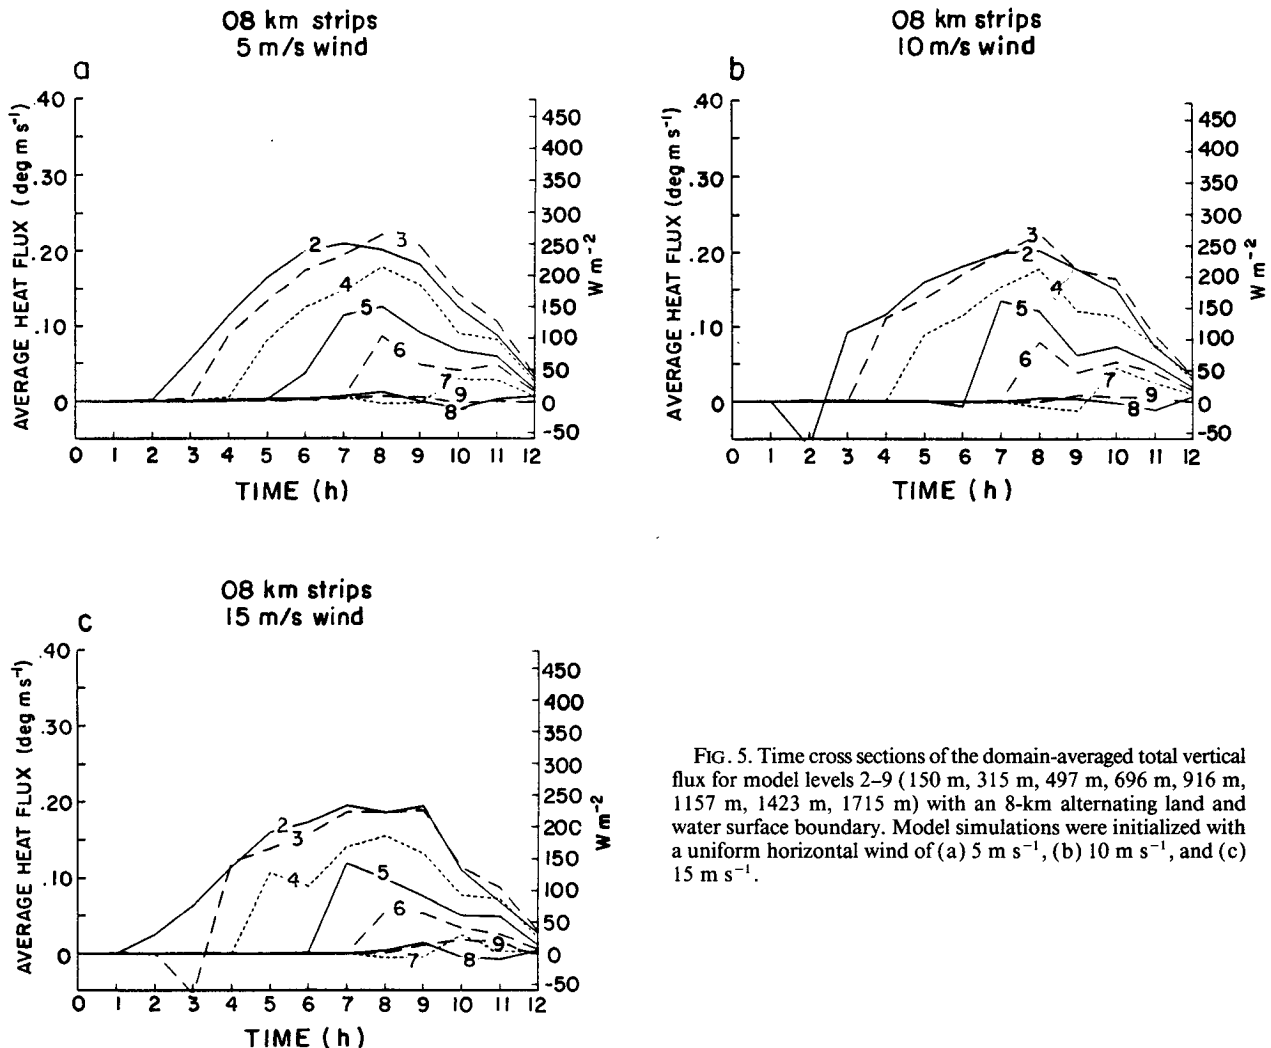 08 km strips
5 m/s wind
a
AVERAGE HEAT FLUX (deg m s⁻¹)
.40
.30
.20
.10
0
450
400
350
300
250
200
150
100
50
0
-50
W m⁻²
2
3
4
5
6
7
9
8
0 1 2 3 4 5 6 7 8 9 10 11 12
TIME (h)
08 km strips
10 m/s wind
b
AVERAGE HEAT FLUX (deg m s⁻¹)
.40
.30
.20
.10
0
450
400
350
300
250
200
150
100
50
0
-50
W m⁻²
3
2
4
5
6
7
9
8
0 1 2 3 4 5 6 7 8 9 10 11 12
TIME (h)
08 km strips
15 m/s wind
c
AVERAGE HEAT FLUX (deg m s⁻¹)
.40
.30
.20
.10
0
450
400
350
300
250
200
150
100
50
0
-50
W m⁻²
2
3
4
5
6
9
7
8
0 1 2 3 4 5 6 7 8 9 10 11 12
TIME (h)
FIG. 5. Time cross sections of the domain-averaged total vertical
flux for model levels 2–9 (150 m, 315 m, 497 m, 696 m, 916 m,
1157 m, 1423 m, 1715 m) with an 8-km alternating land and
water surface boundary. Model simulations were initialized with
a uniform horizontal wind of (a) 5 m s⁻¹, (b) 10 m s⁻¹, and (c)
15 m s⁻¹.